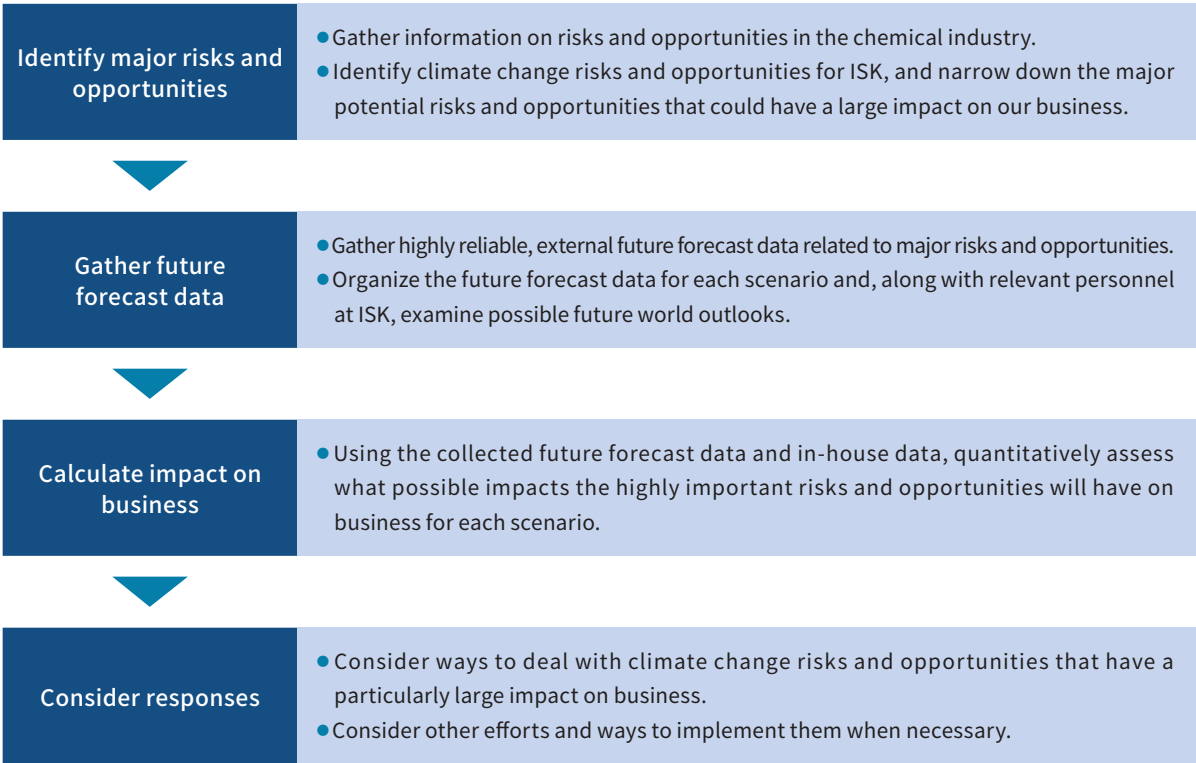 Identify major risks and
opportunities
●Gather information on risks and opportunities in the chemical industry.
●Identify climate change risks and opportunities for ISK, and narrow down the major
potential risks and opportunities that could have a large impact on our business.
Gather future
forecast data
●Gather highly reliable, external future forecast data related to major risks and opportunities.
●Organize the future forecast data for each scenario and, along with relevant personnel
at ISK, examine possible future world outlooks.
Calculate impact on
business
●Using the collected future forecast data and in-house data, quantitatively assess
what possible impacts the highly important risks and opportunities will have on
business for each scenario.
Consider responses
●Consider ways to deal with climate change risks and opportunities that have a
particularly large impact on business.
●Consider other efforts and ways to implement them when necessary.